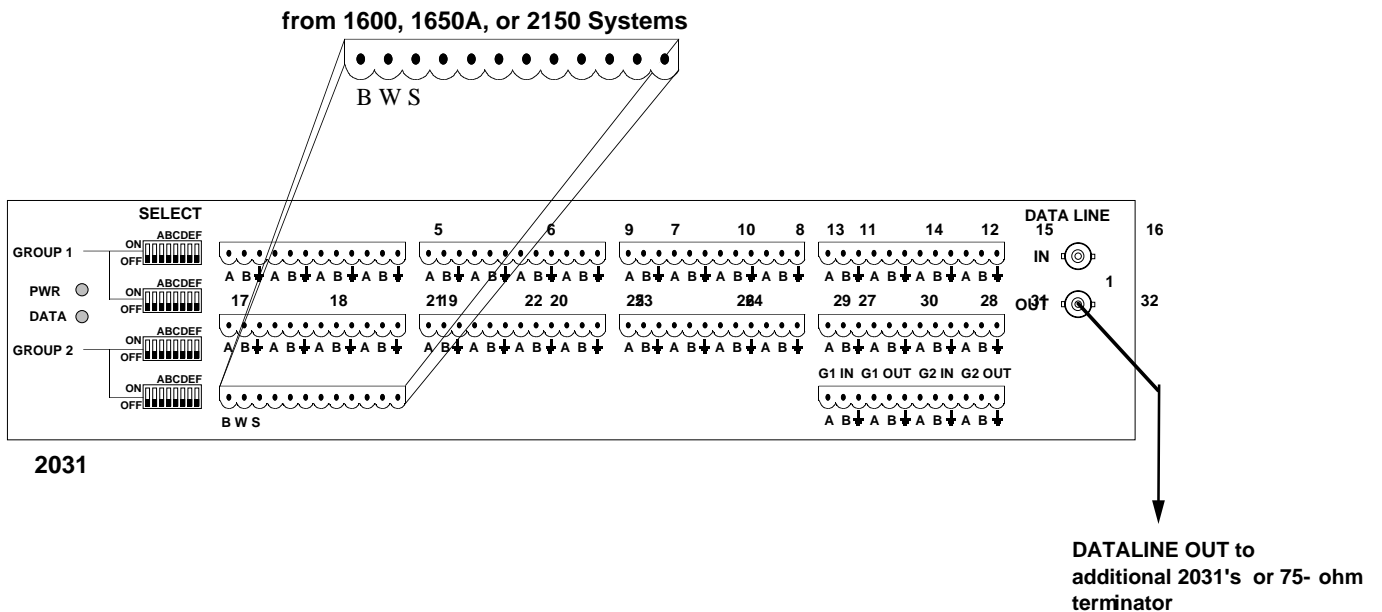 from 1600, 1650A, or 2150 Systems
B W S
SELECT
DATA LINE
5 6 9 7 10 8 13 11 14 12 15 16
ABCDEF
ON
OFF
GROUP 1
IN
A B A B A B A B A B A B A B A B A B A B A B A B A B A B A B A B
ABCDEF
ON
OFF
PWR
1
17 18 21 19 22 20 25 23 26 24 29 27 30 28 31 32
OUT
DATA
ABCDEF
ON
OFF
GROUP 2
A B A B A B A B A B A B A B A B A B A B A B A B A B A B A B A B
ABCDEF
ON
OFF
G1 IN G1 OUT G2 IN G2 OUT
B W S
A B A B A B A B
2031
DATALINE OUT to
additional 2031's or 75- ohm
terminator